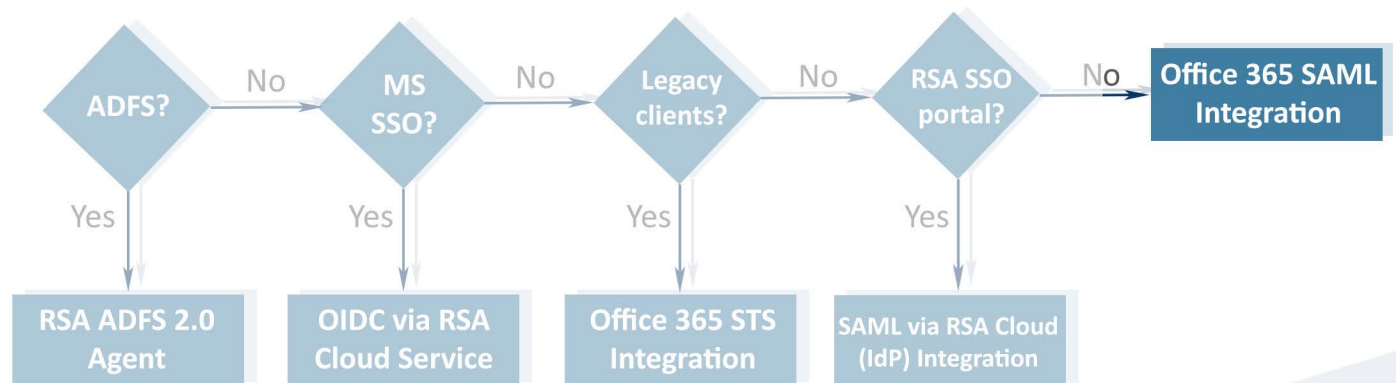 ADFS?
No
MS
SSO?
No
Legacy
clients?
No
RSA SSO
portal?
No
Office 365 SAML
Integration
Yes
Yes
Yes
Yes
RSA ADFS 2.0
Agent
OIDC via RSA
Cloud Service
Office 365 STS
Integration
SAML via RSA Cloud
(IdP) Integration